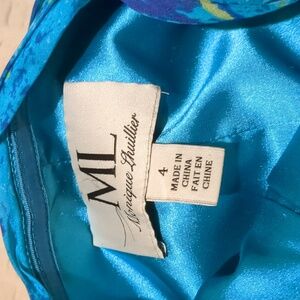 ML
Monique Lhuillier
4
MADE IN
CHINA
FAIT EN
CHINE